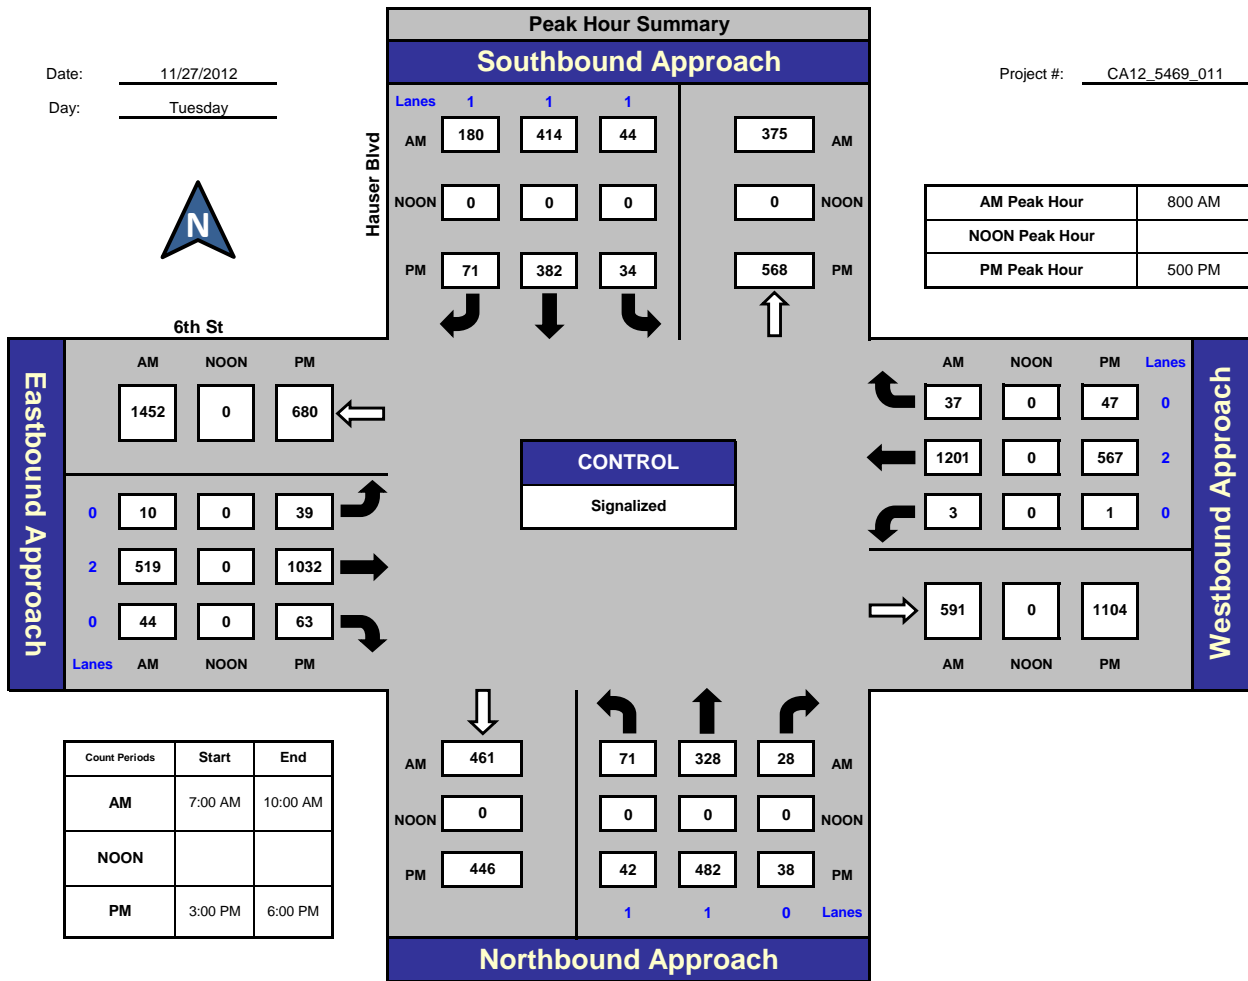 Peak Hour Summary
Southbound Approach
Date: 11/27/2012
Project #: CA12_5469_011
Day: Tuesday
Lanes 1 1 1
Hauser Blvd
AM 180 414 44 375 AM
NOON 0 0 0 0 NOON
PM 71 382 34 568 PM
N
AM Peak Hour 800 AM
NOON Peak Hour
PM Peak Hour 500 PM
6th St
Eastbound Approach
AM NOON PM
1452 0 680
0 10 0 39
2 519 0 1032
0 44 0 63
Lanes AM NOON PM
CONTROL
Signalized
AM NOON PM Lanes
37 0 47 0
1201 0 567 2
3 0 1 0
591 0 1104
AM NOON PM
Westbound Approach
Count Periods Start End
AM 7:00 AM 10:00 AM
NOON
PM 3:00 PM 6:00 PM
AM 461 71 328 28 AM
NOON 0 0 0 0 NOON
PM 446 42 482 38 PM
1 1 0 Lanes
Northbound Approach